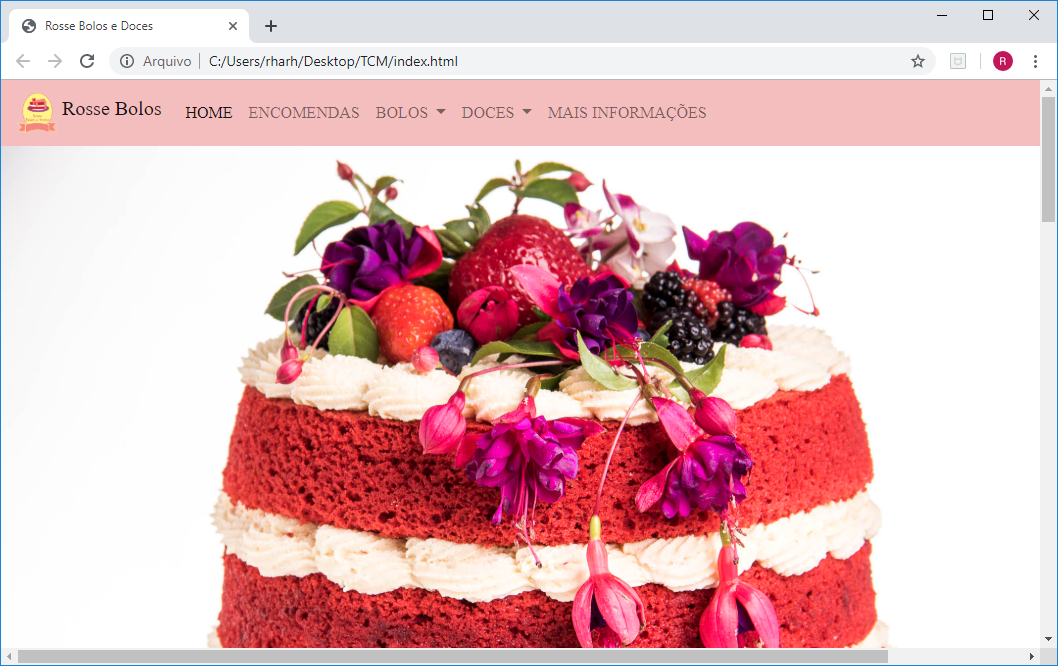 Rosse Bolos e Doces
Arquivo | C:/Users/rharh/Desktop/TCM/index.html
R
Rosse Bolos HOME ENCOMENDAS BOLOS DOCES MAIS INFORMAÇÕES